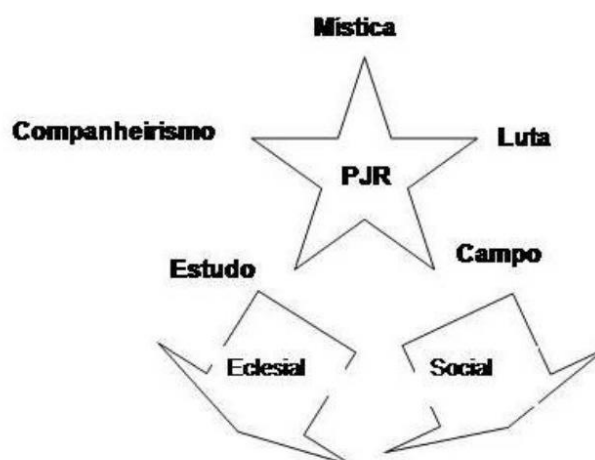 Mística
Companheirismo
Luta
PJR
Estudo
Campo
Eclesial
Social